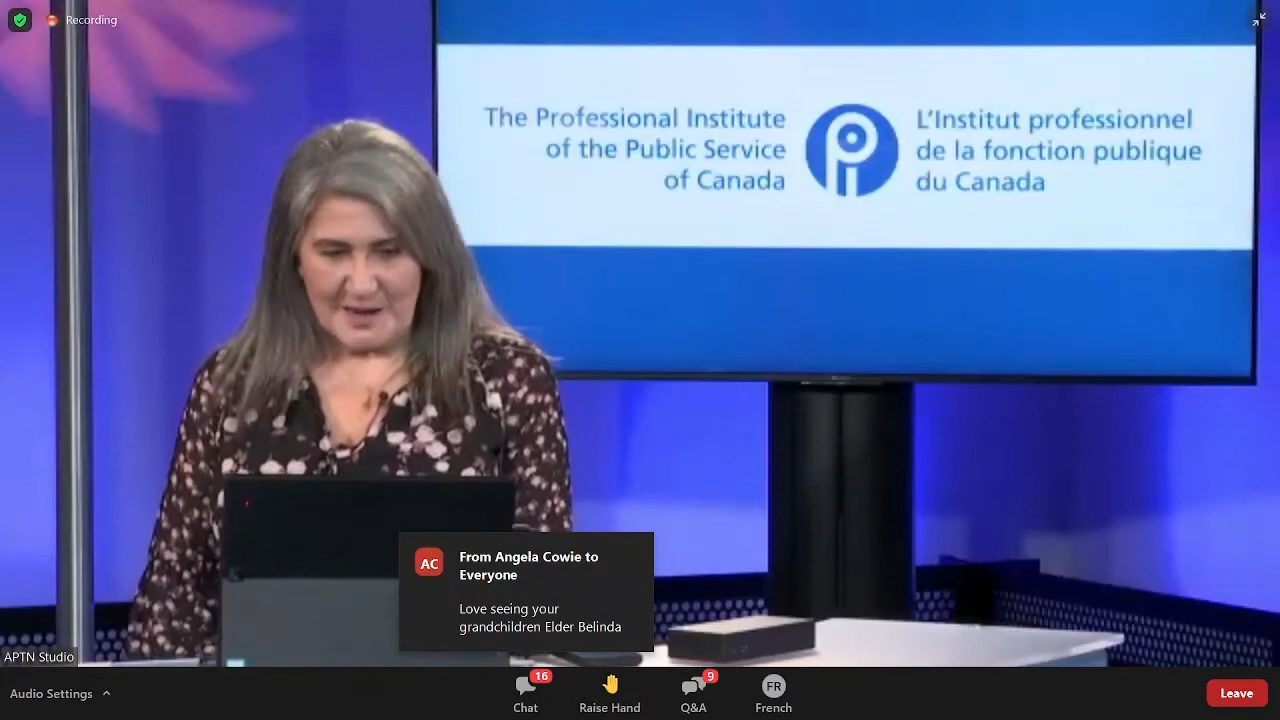 Recording
The Professional Institute
of the Public Service
of Canada
L'Institut professionnel
de la fonction publique
du Canada
AC
From Angela Cowie to
Everyone
Love seeing your
grandchildren Elder Belinda
APTN Studio
Audio Settings
16
Chat
Raise Hand
9
Q&A
FR
French
Leave